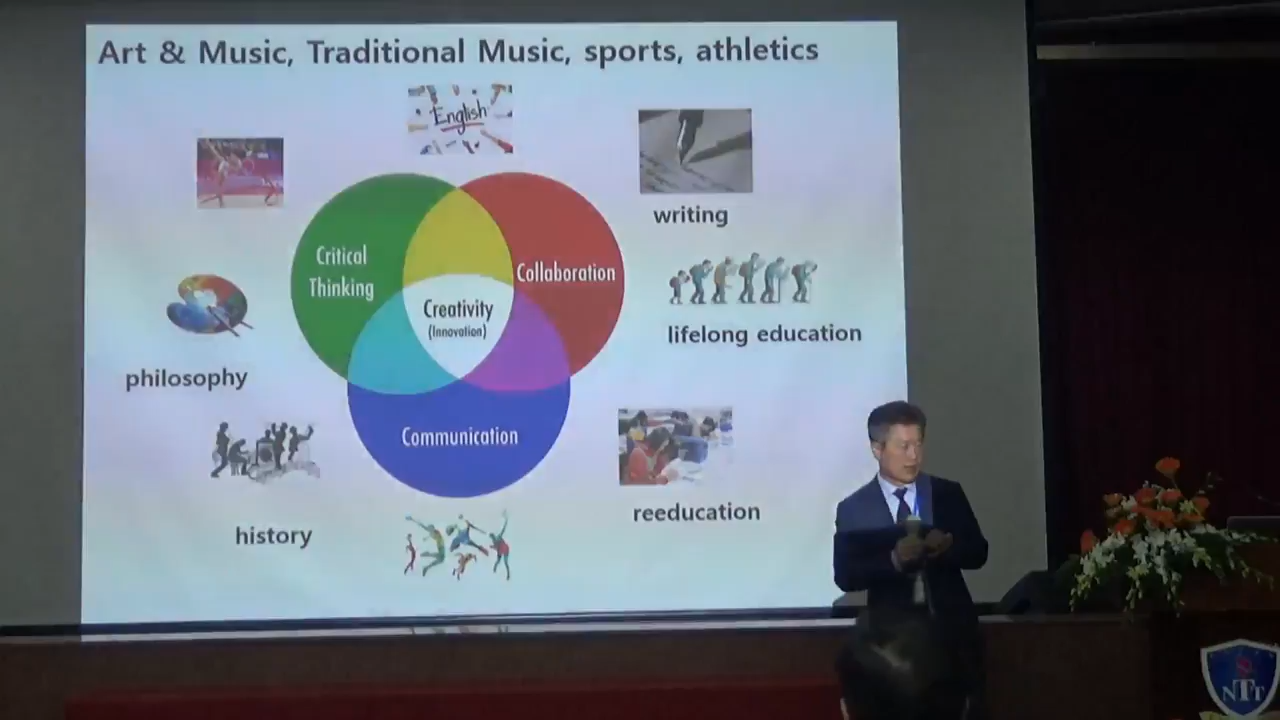 Art & Music, Traditional Music, sports, athletics
English
writing
Critical
Thinking
Collaboration
Creativity
(Innovation)
lifelong education
philosophy
Communication
reeducation
history
NTT